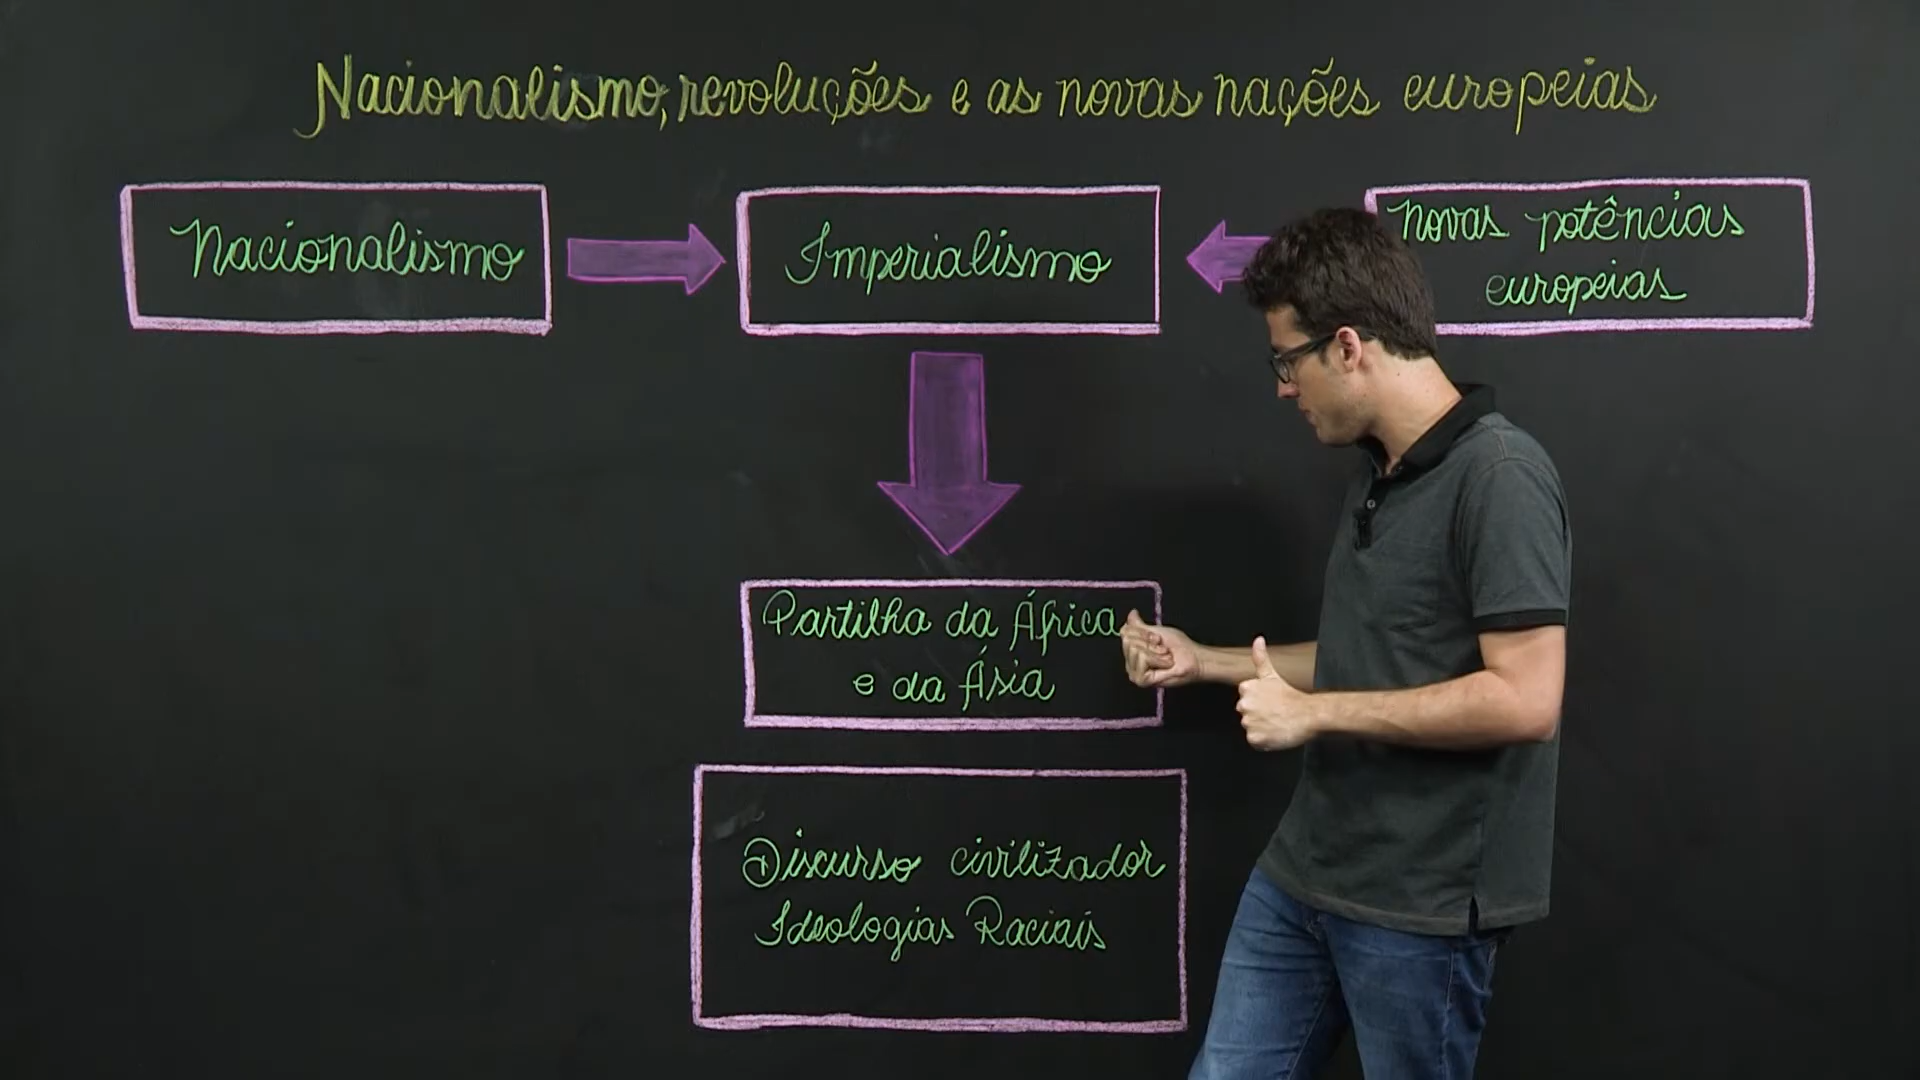 Nacionalismo, revoluções e as novas nações europeias
Nacionalismo
Imperialismo
novas potências
europeias
Partilha da África
e da Ásia
Discurso civilizador
Ideologias Raciais